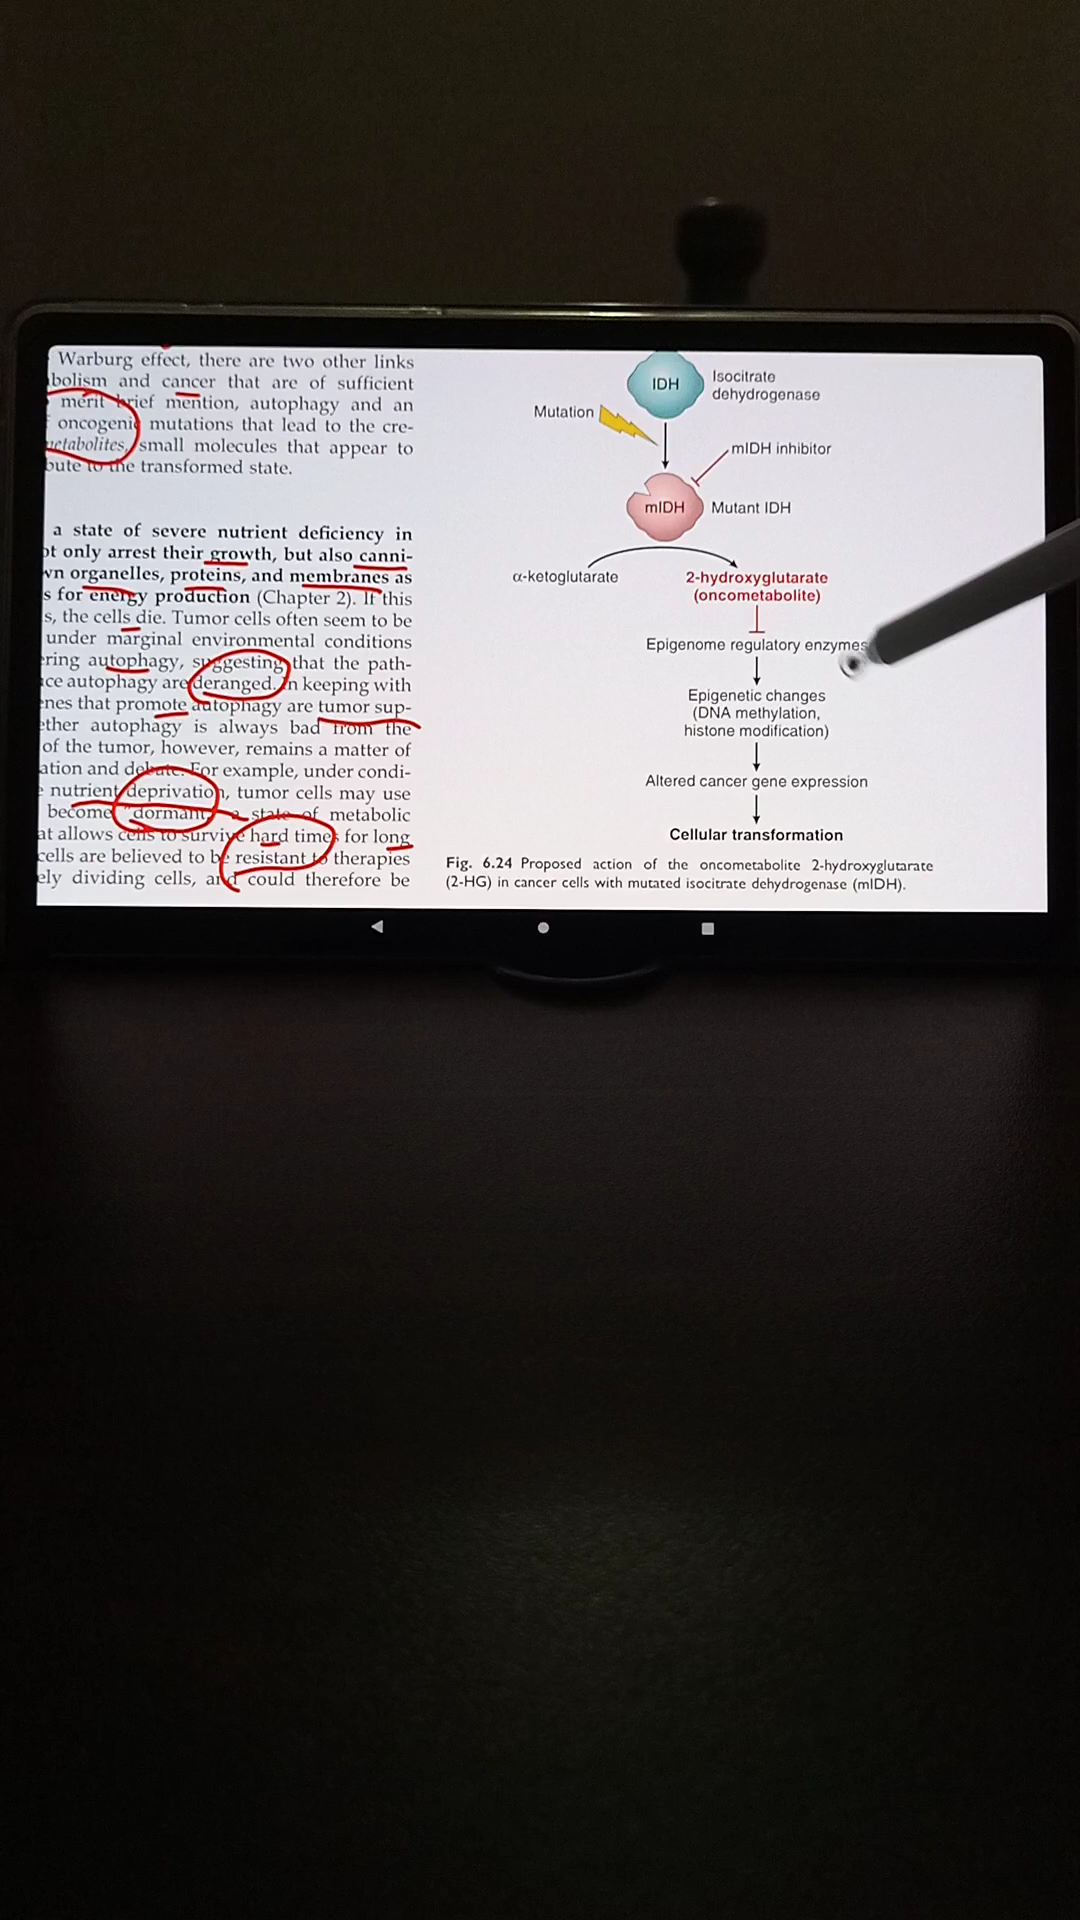 Warburg effect, there are two other links
bolism and cancer that are of sufficient
merit brief mention, autophagy and an
oncogenic mutations that lead to the cre-
etabolites, small molecules that appear to
bute to the transformed state.
a state of severe nutrient deficiency in
ot only arrest their growth, but also canni-
wn organelles, proteins, and membranes as
s for energy production (Chapter 2). If this
s, the cells die. Tumor cells often seem to be
under marginal environmental conditions
ring autophagy, suggesting that the path-
ce autophagy are deranged. In keeping with
enes that promote autophagy are tumor sup-
ether autophagy is always bad from the
of the tumor, however, remains a matter of
ation and debate. For example, under condi-
nutrient deprivation, tumor cells may use
become "dormant," a state of metabolic
at allows cells to survive hard times for long
cells are believed to be resistant to therapies
ely dividing cells, and could therefore be
IDH
Isocitrate
dehydrogenase
Mutation
mIDH inhibitor
mIDH
Mutant IDH
α-ketoglutarate
2-hydroxyglutarate
(oncometabolite)
Epigenome regulatory enzymes
Epigenetic changes
(DNA methylation,
histone modification)
Altered cancer gene expression
Cellular transformation
Fig. 6.24 Proposed action of the oncometabolite 2-hydroxyglutarate
(2-HG) in cancer cells with mutated isocitrate dehydrogenase (mIDH).